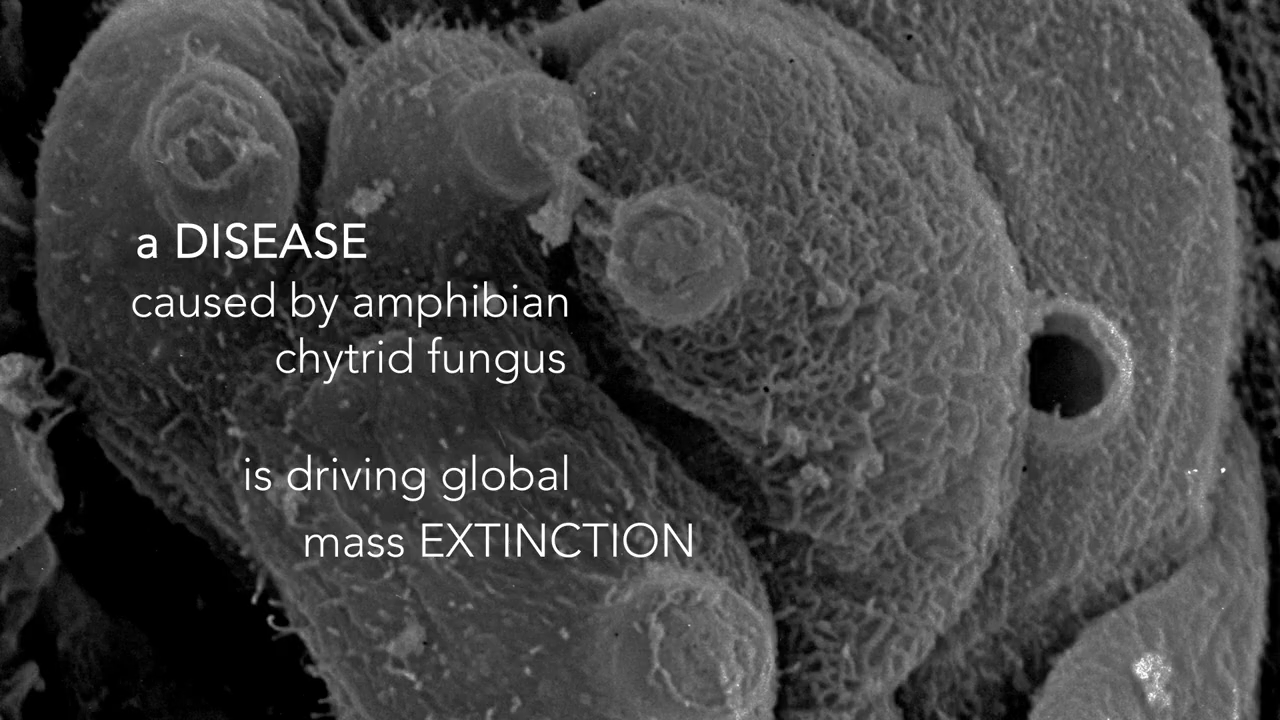 a DISEASE
caused by amphibian
chytrid fungus
is driving global
mass EXTINCTION